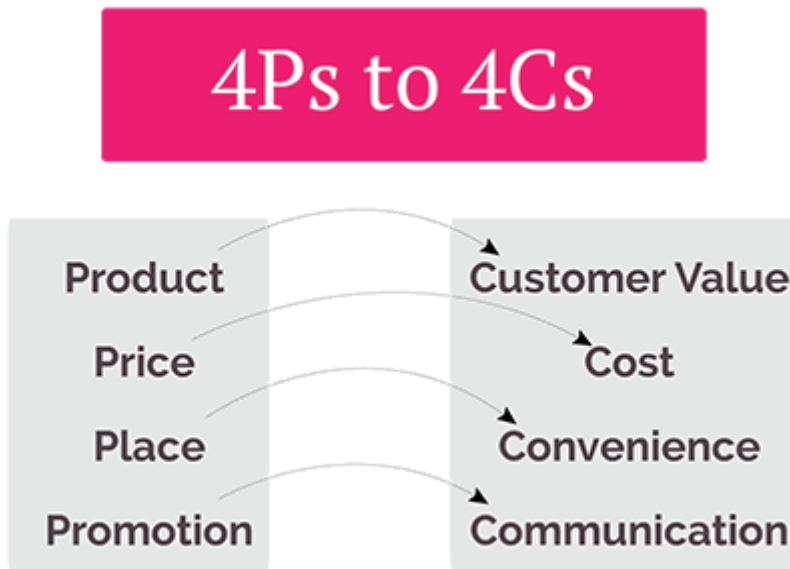 4Ps to 4Cs
Product
Customer Value
Price
Cost
Place
Convenience
Promotion
Communication